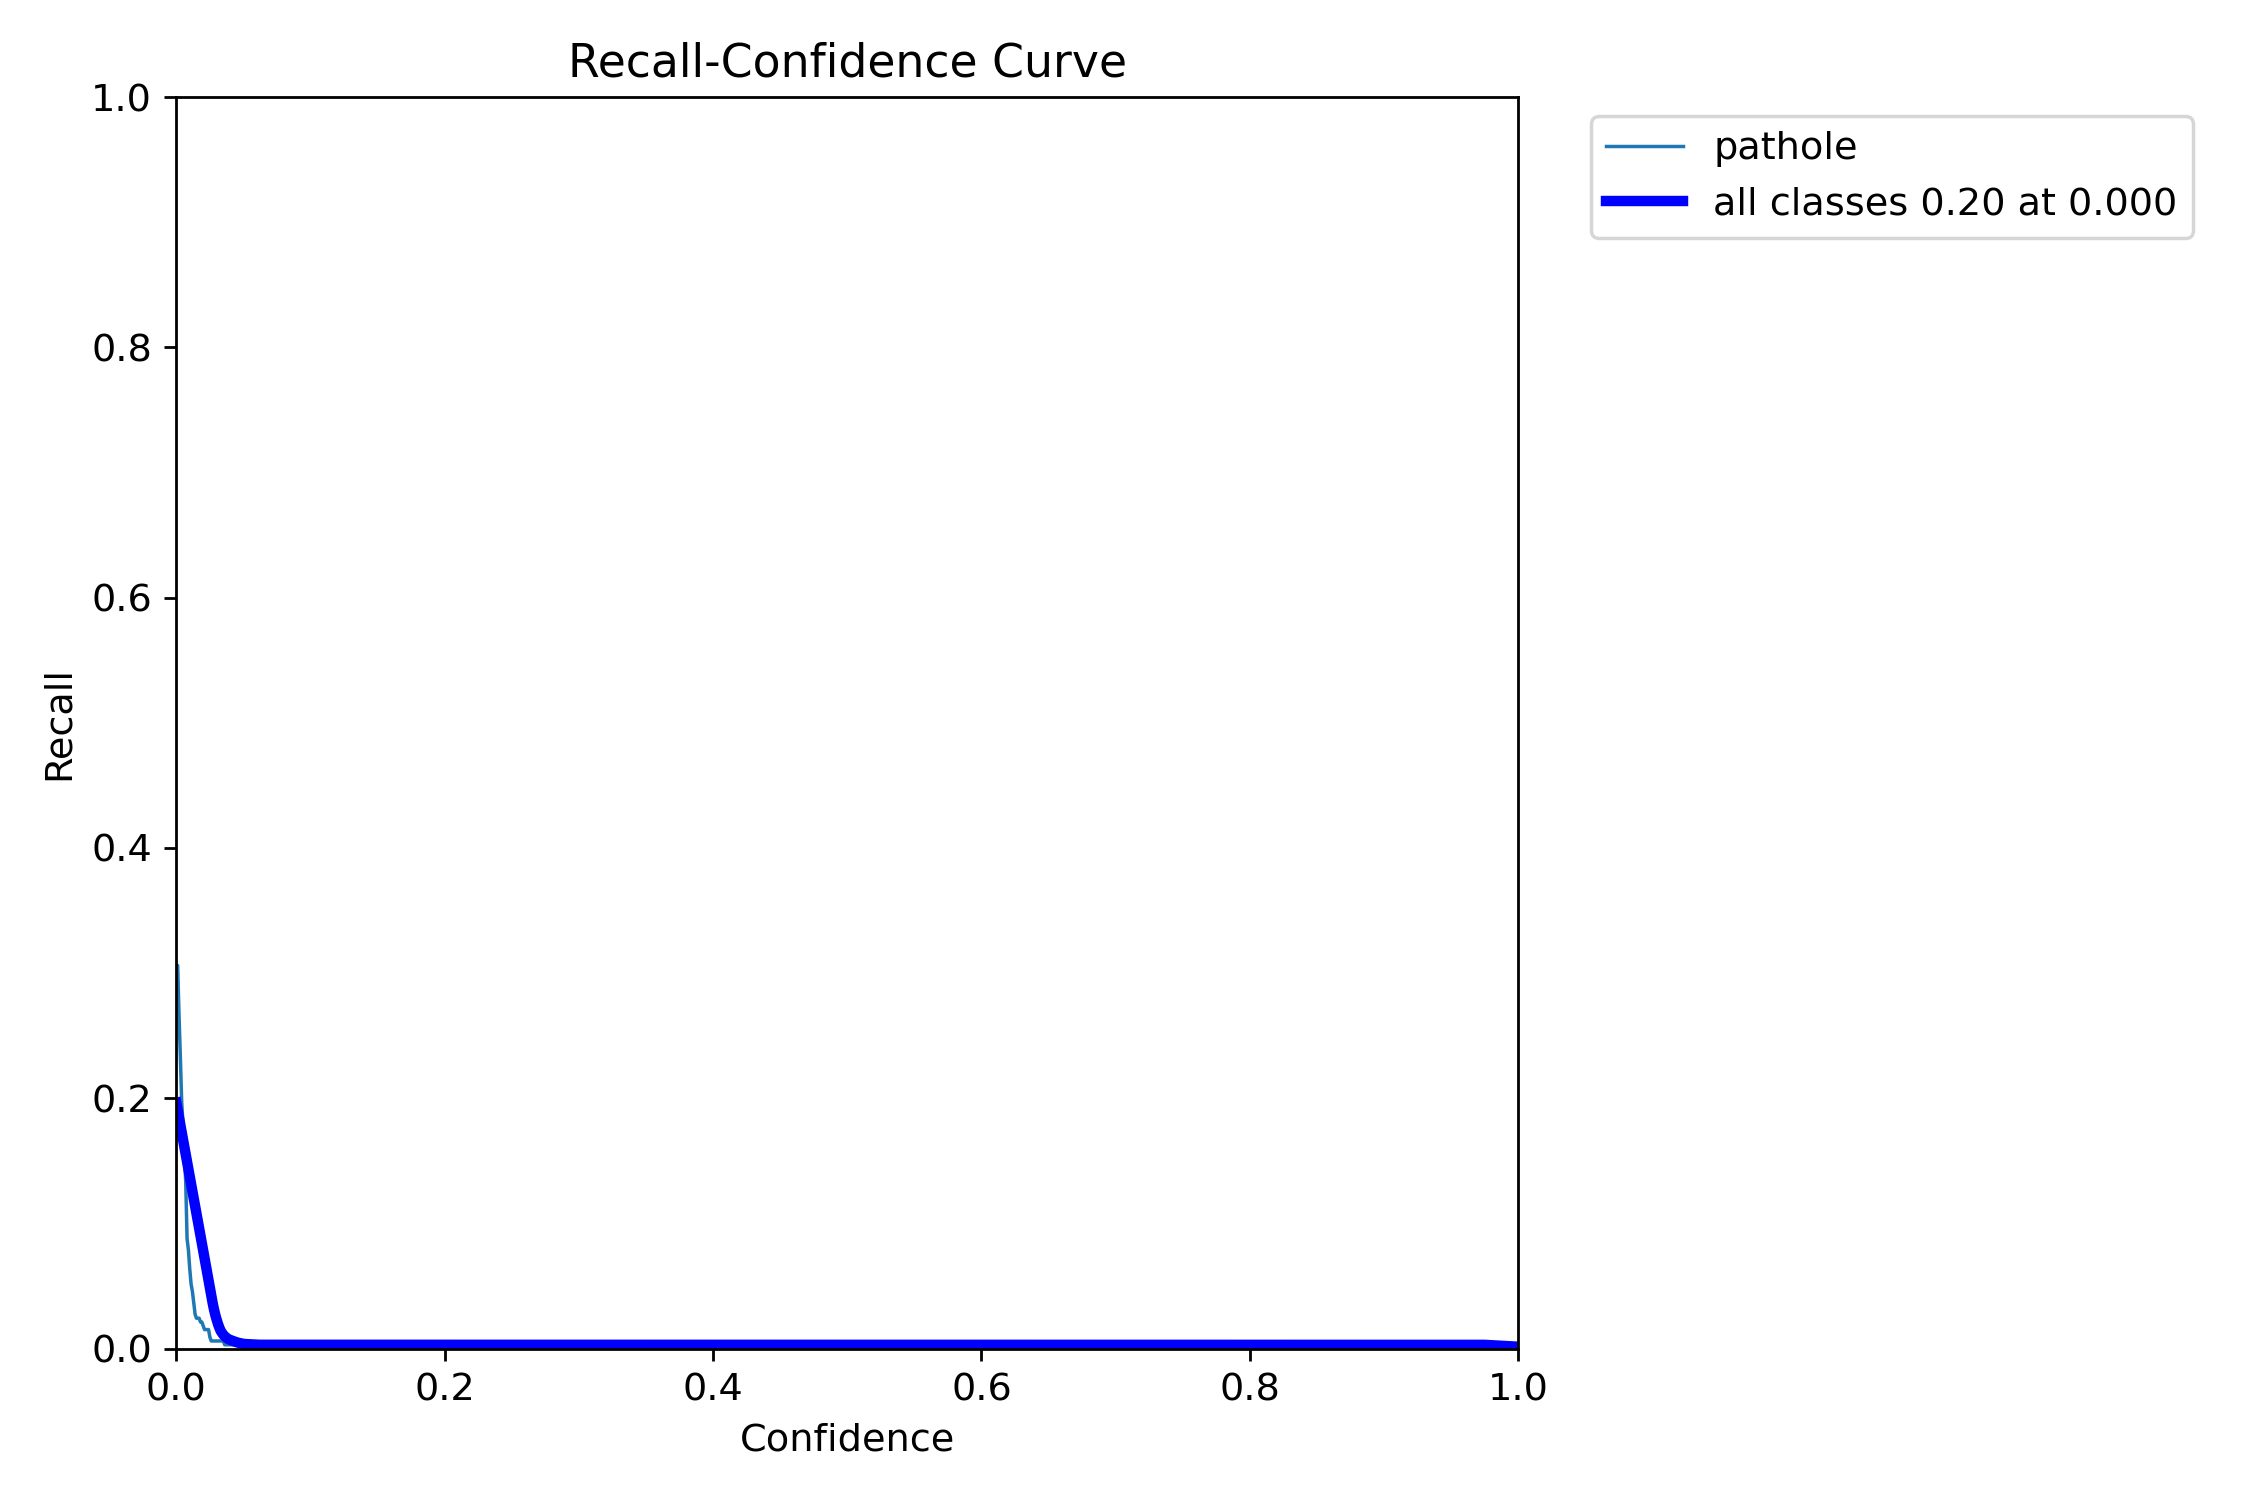 Recall-Confidence Curve
1.0
0.8
0.6
0.4
0.2
0.0
Recall
0.0 0.2 0.4 0.6 0.8 1.0
Confidence
pathole
all classes 0.20 at 0.000